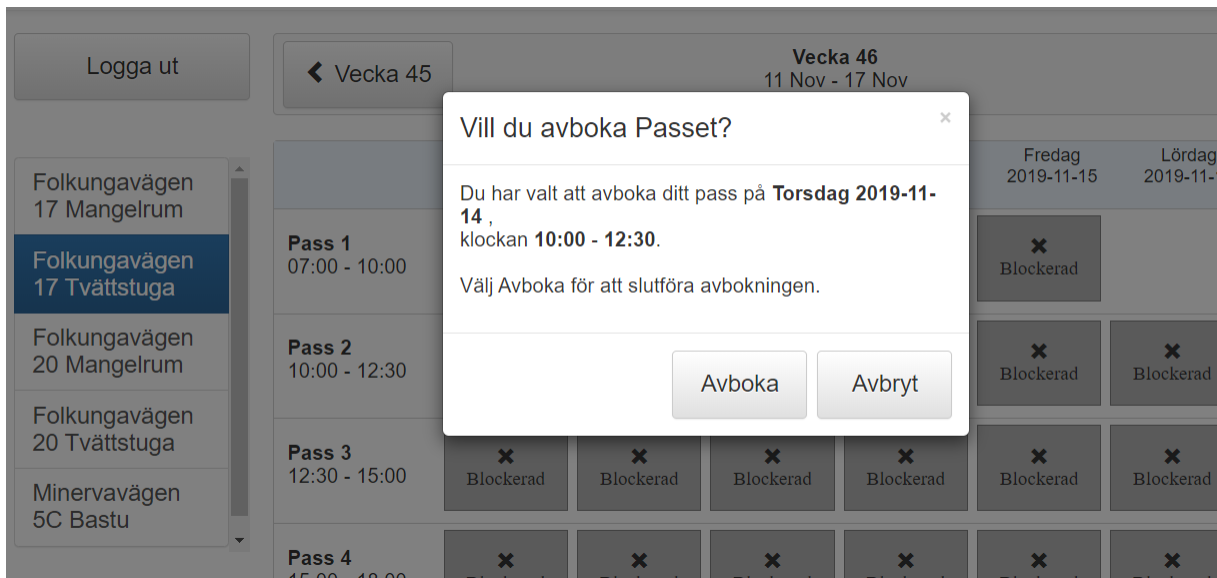 Logga ut
Vecka 45
Vecka 46
11 Nov - 17 Nov
Folkungavägen
17 Mangelrum
Folkungavägen
17 Tvättstuga
Folkungavägen
20 Mangelrum
Folkungavägen
20 Tvättstuga
Minervavägen
5C Bastu
Vill du avboka Passet?
×
Du har valt att avboka ditt pass på Torsdag 2019-11-
14 ,
klockan 10:00 - 12:30.
Välj Avboka för att slutföra avbokningen.
Avboka
Avbryt
Fredag
2019-11-15
Lördag
2019-11-
Pass 1
07:00 - 10:00
Blockerad
Pass 2
10:00 - 12:30
Blockerad
Blockerad
Pass 3
12:30 - 15:00
Blockerad
Blockerad
Blockerad
Blockerad
Blockerad
Blockerad
Pass 4